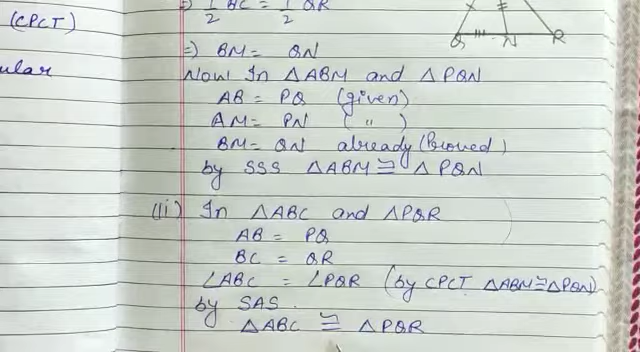 ⇒ 1/2 BC = 1/2 QR
(CPCT)
ular
Q N R
⇒) BM = QN
Now In △ABM and △PQN
AB = PQ (given)
AM = PN ( " )
BM = QN already (Proved)
by SSS △ABM ≅ △PQN
(ii) In △ABC and △PQR
AB = PQ
BC = QR
∠ABC = ∠PQR (by CPCT △ABM≅△PQN)
by SAS
△ABC ≅ △PQR